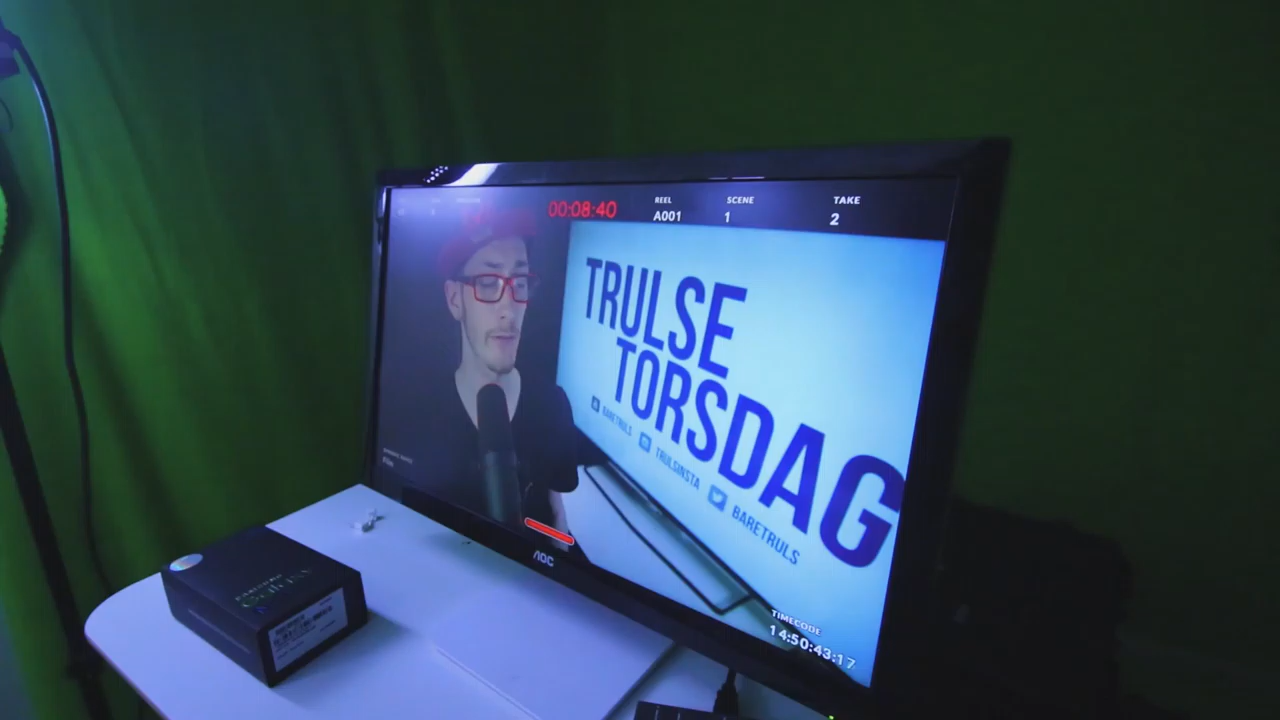 00:08:40
REEL
A001
SCENE
1
TAKE
2
TRULSE
TORSDAG
BARETRULS
TRULSINSTA
BARETRULS
AOC
TIMECODE
14:50:43:17